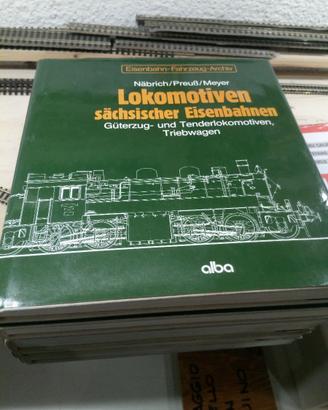 Eisenbahn-Fahrzeug-Archiv
Näbrich/Preuß/Meyer
Lokomotiven
sächsischer Eisenbahnen
Güterzug- und Tenderlokomotiven,
Triebwagen
alba